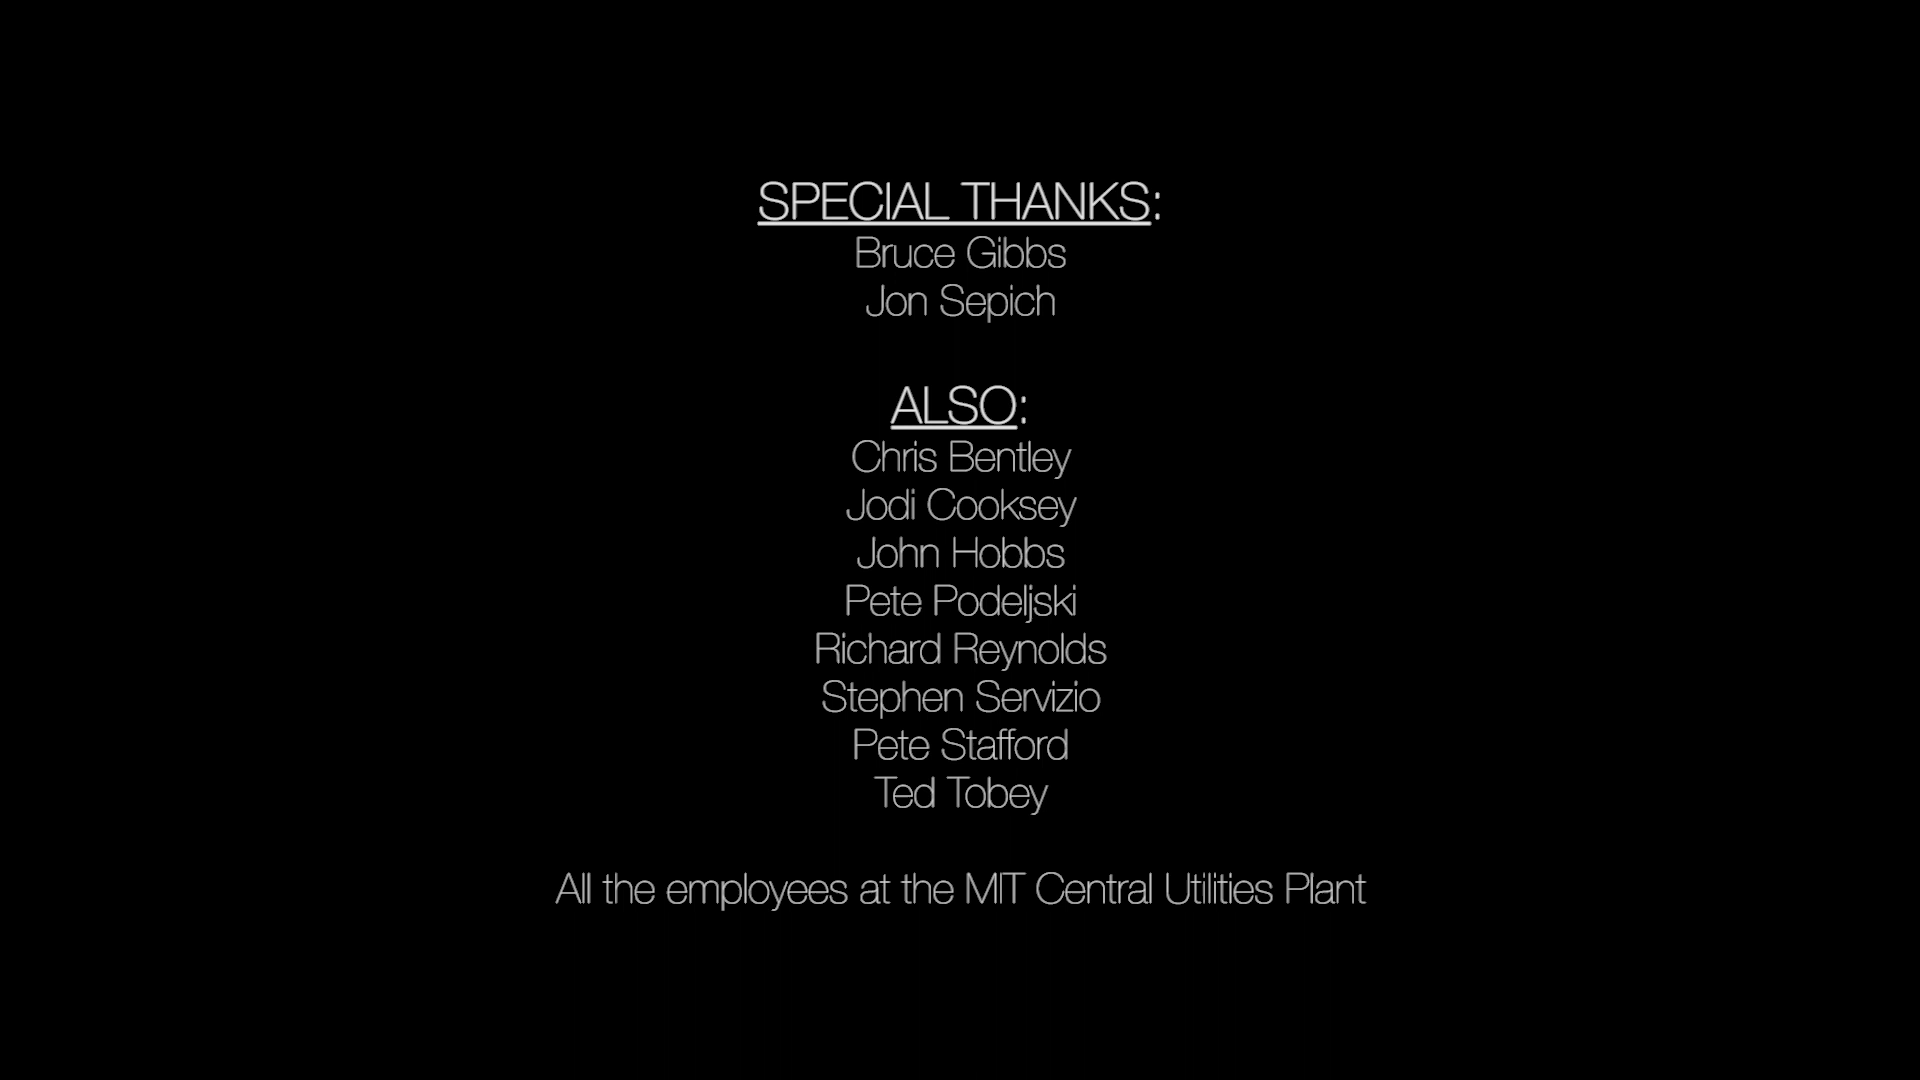 SPECIAL THANKS:
Bruce Gibbs
Jon Sepich
ALSO:
Chris Bentley
Jodi Cooksey
John Hobbs
Pete Podeljski
Richard Reynolds
Stephen Servizio
Pete Stafford
Ted Tobey
All the employees at the MIT Central Utilities Plant